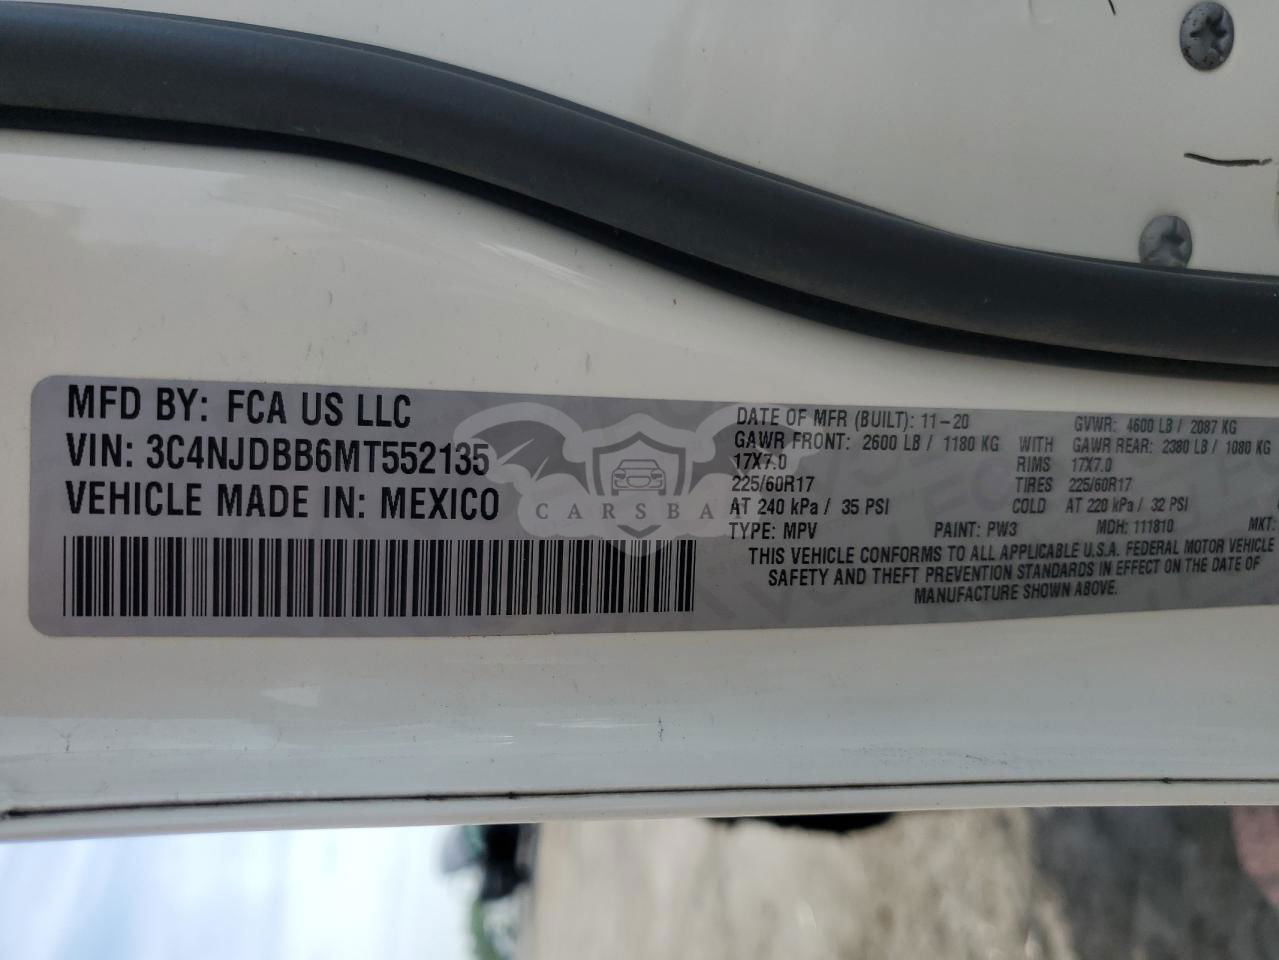 MFD BY: FCA US LLC
VIN: 3C4NJDBB6MT552135
VEHICLE MADE IN: MEXICO
DATE OF MFR (BUILT): 11-20 GVWR: 4600 LB / 2087 KG
GAWR FRONT: 2600 LB / 1180 KG WITH GAWR REAR: 2380 LB / 1080 KG
17X7.0 RIMS 17X7.0
225/60R17 TIRES 225/60R17
AT 240 kPa / 35 PSI COLD AT 220 kPa / 32 PSI
TYPE: MPV PAINT: PW3 MDH: 111810 MKT:
THIS VEHICLE CONFORMS TO ALL APPLICABLE U.S.A. FEDERAL MOTOR VEHICLE
SAFETY AND THEFT PREVENTION STANDARDS IN EFFECT ON THE DATE OF
MANUFACTURE SHOWN ABOVE.